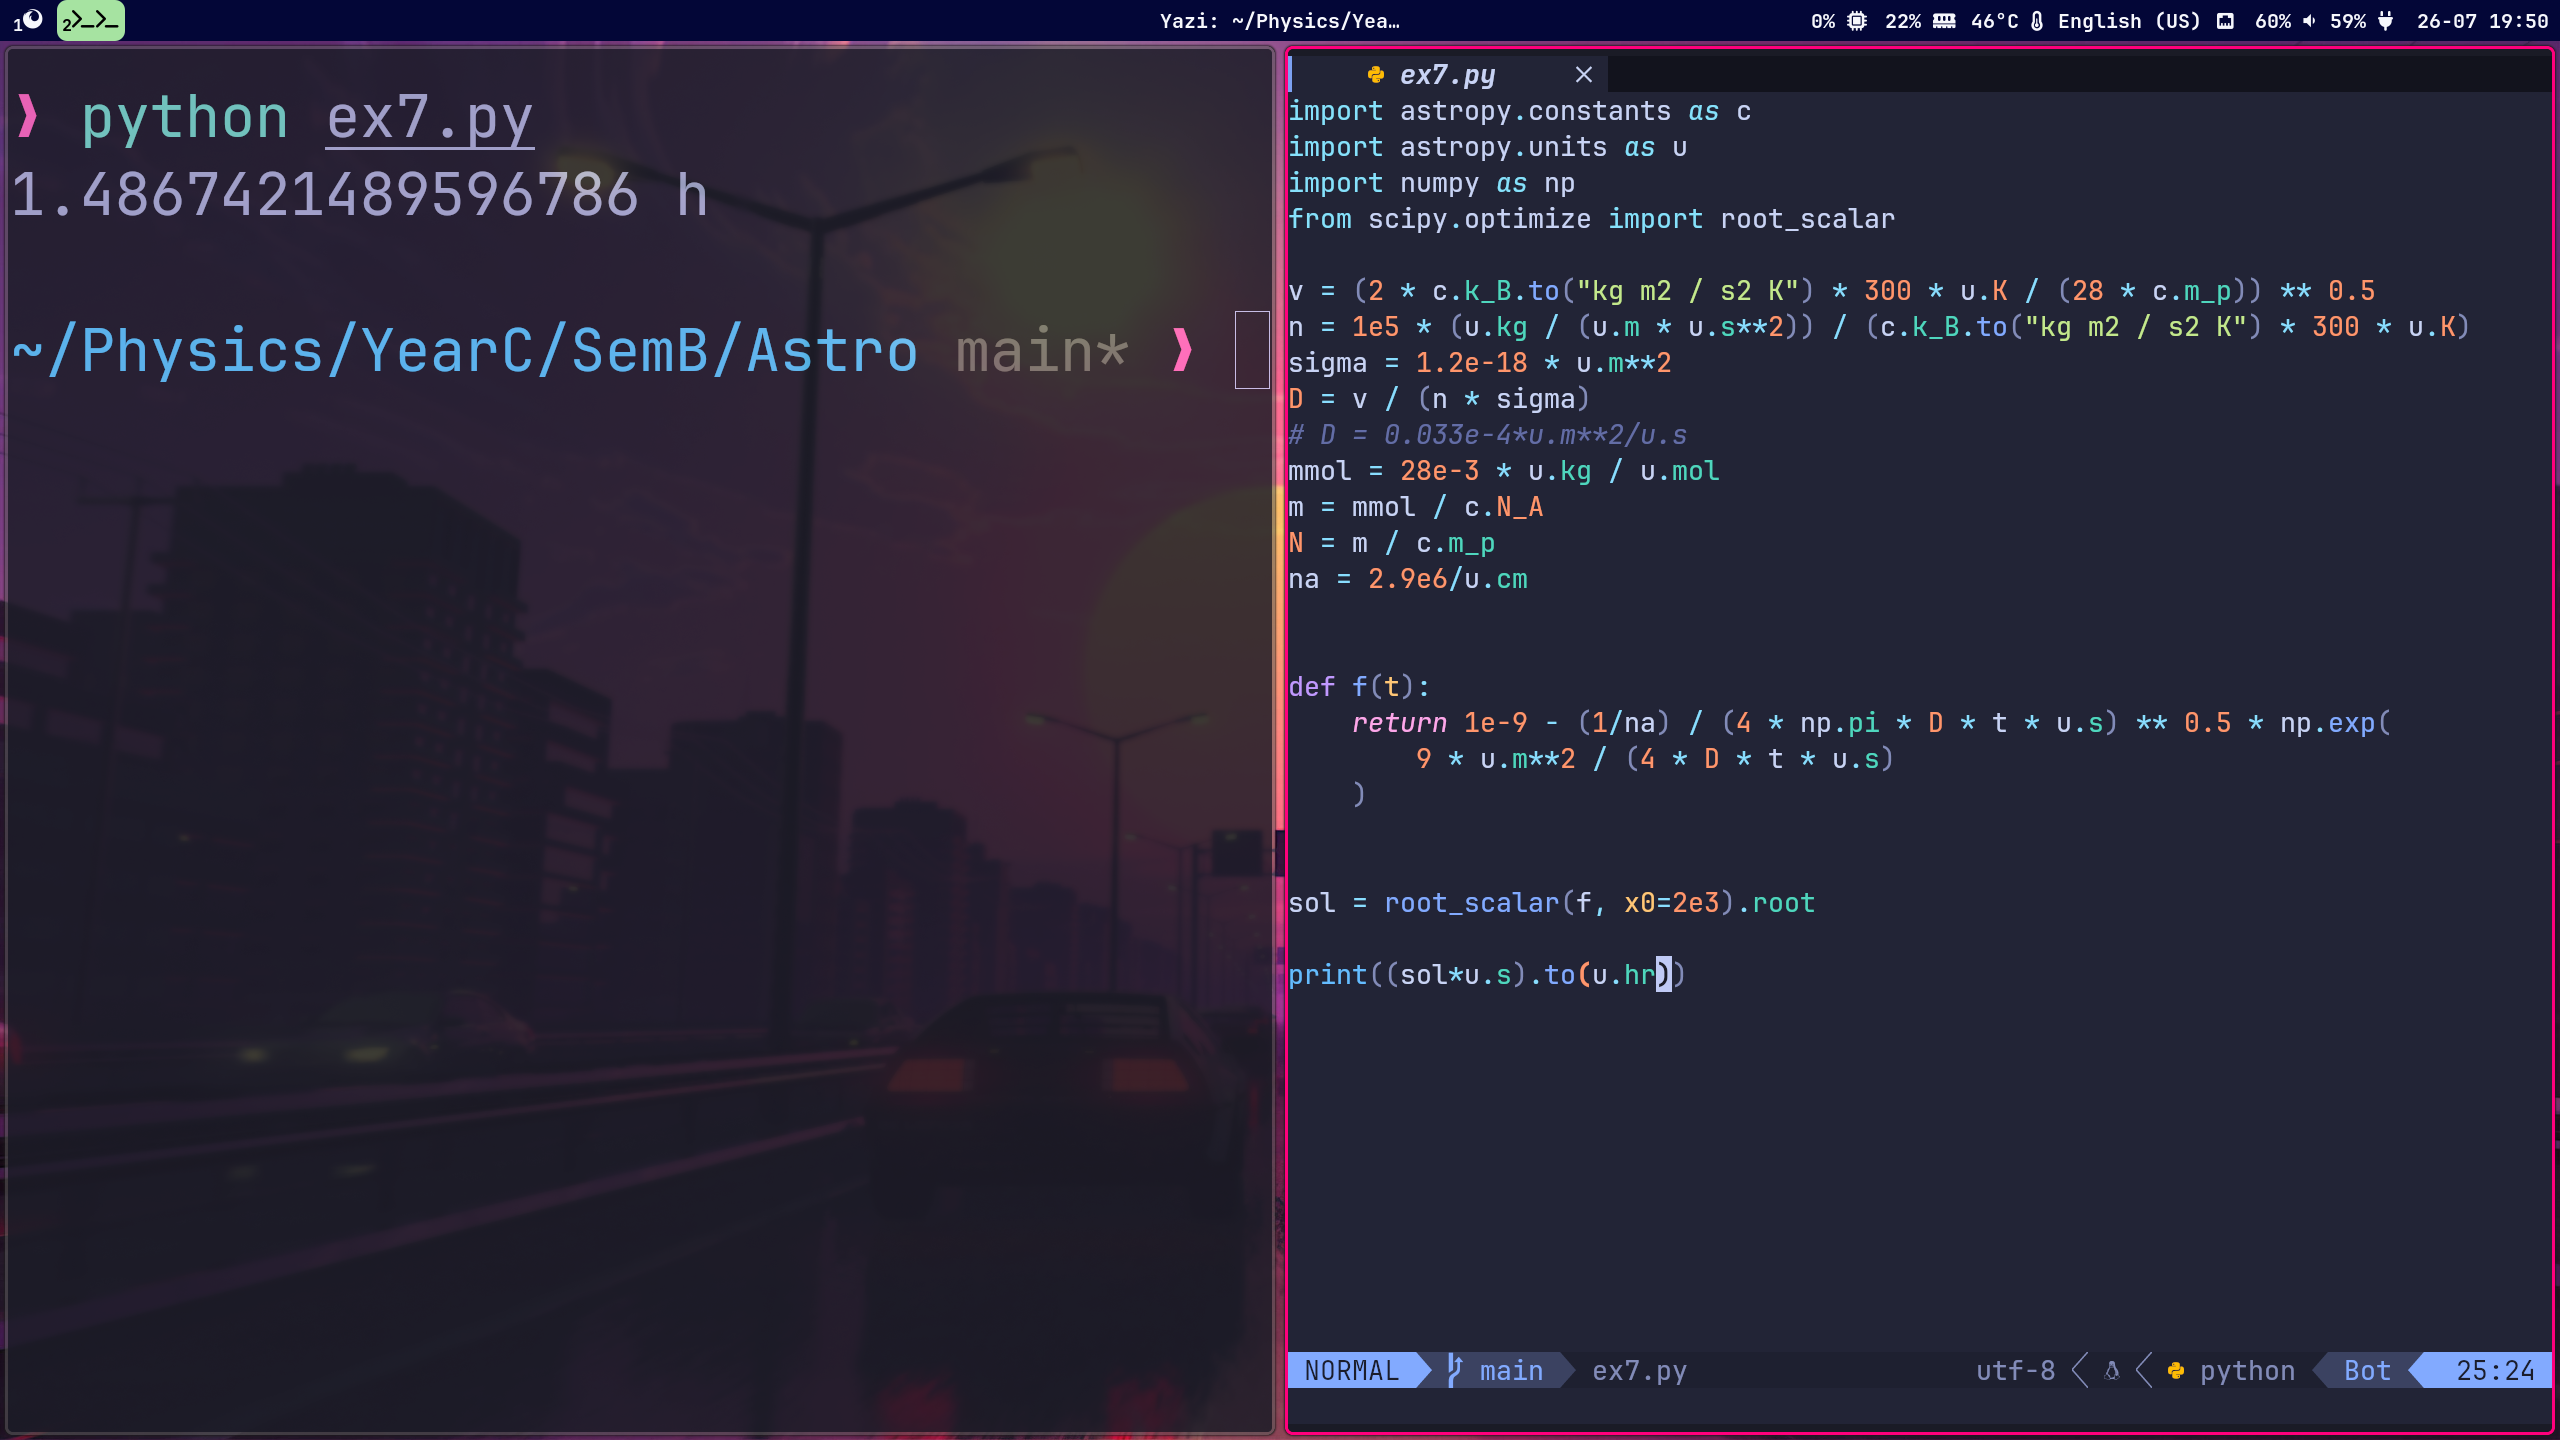 1
2
Yazi: ~/Physics/Yea…
0% 22% 46°C English (US) 60% 59% 26-07 19:50
❱ python ex7.py
1.4867421489596786 h
~/Physics/YearC/SemB/Astro main* ❱
ex7.py ×
import astropy.constants as c
import astropy.units as u
import numpy as np
from scipy.optimize import root_scalar
v = (2 * c.k_B.to("kg m2 / s2 K") * 300 * u.K / (28 * c.m_p)) ** 0.5
n = 1e5 * (u.kg / (u.m * u.s**2)) / (c.k_B.to("kg m2 / s2 K") * 300 * u.K)
sigma = 1.2e-18 * u.m**2
D = v / (n * sigma)
# D = 0.033e-4*u.m**2/u.s
mmol = 28e-3 * u.kg / u.mol
m = mmol / c.N_A
N = m / c.m_p
na = 2.9e6/u.cm
def f(t):
    return 1e-9 - (1/na) / (4 * np.pi * D * t * u.s) ** 0.5 * np.exp(
        9 * u.m**2 / (4 * D * t * u.s)
    )
sol = root_scalar(f, x0=2e3).root
print((sol*u.s).to(u.hr))
NORMAL main ex7.py utf-8 python Bot 25:24